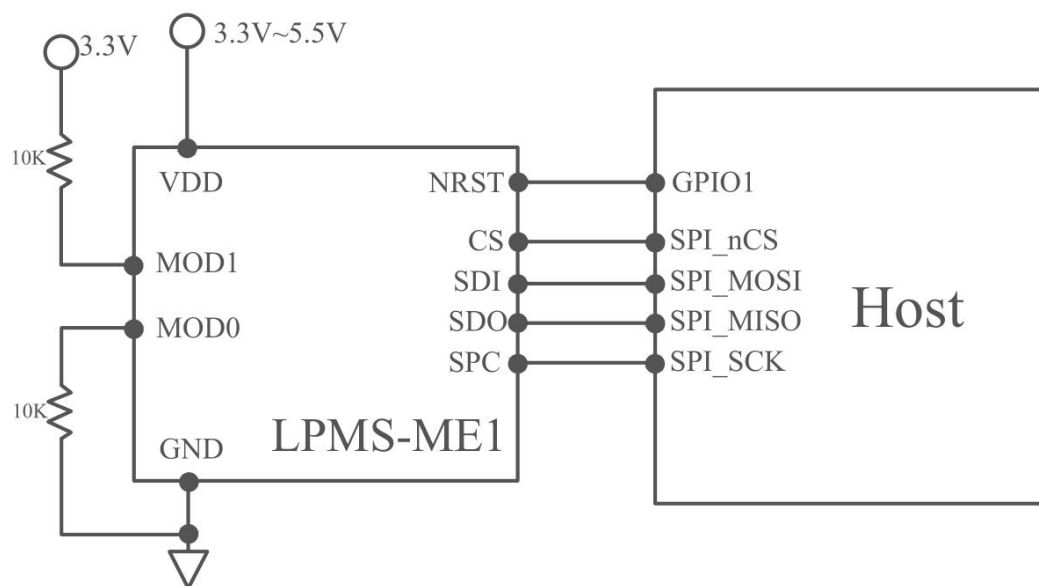 3.3V
3.3V~5.5V
10K
VDD
NRST
GPIO1
CS
SPI_nCS
MOD1
SDI
SPI_MOSI
Host
MOD0
SDO
SPI_MISO
SPC
SPI_SCK
10K
GND
LPMS-ME1